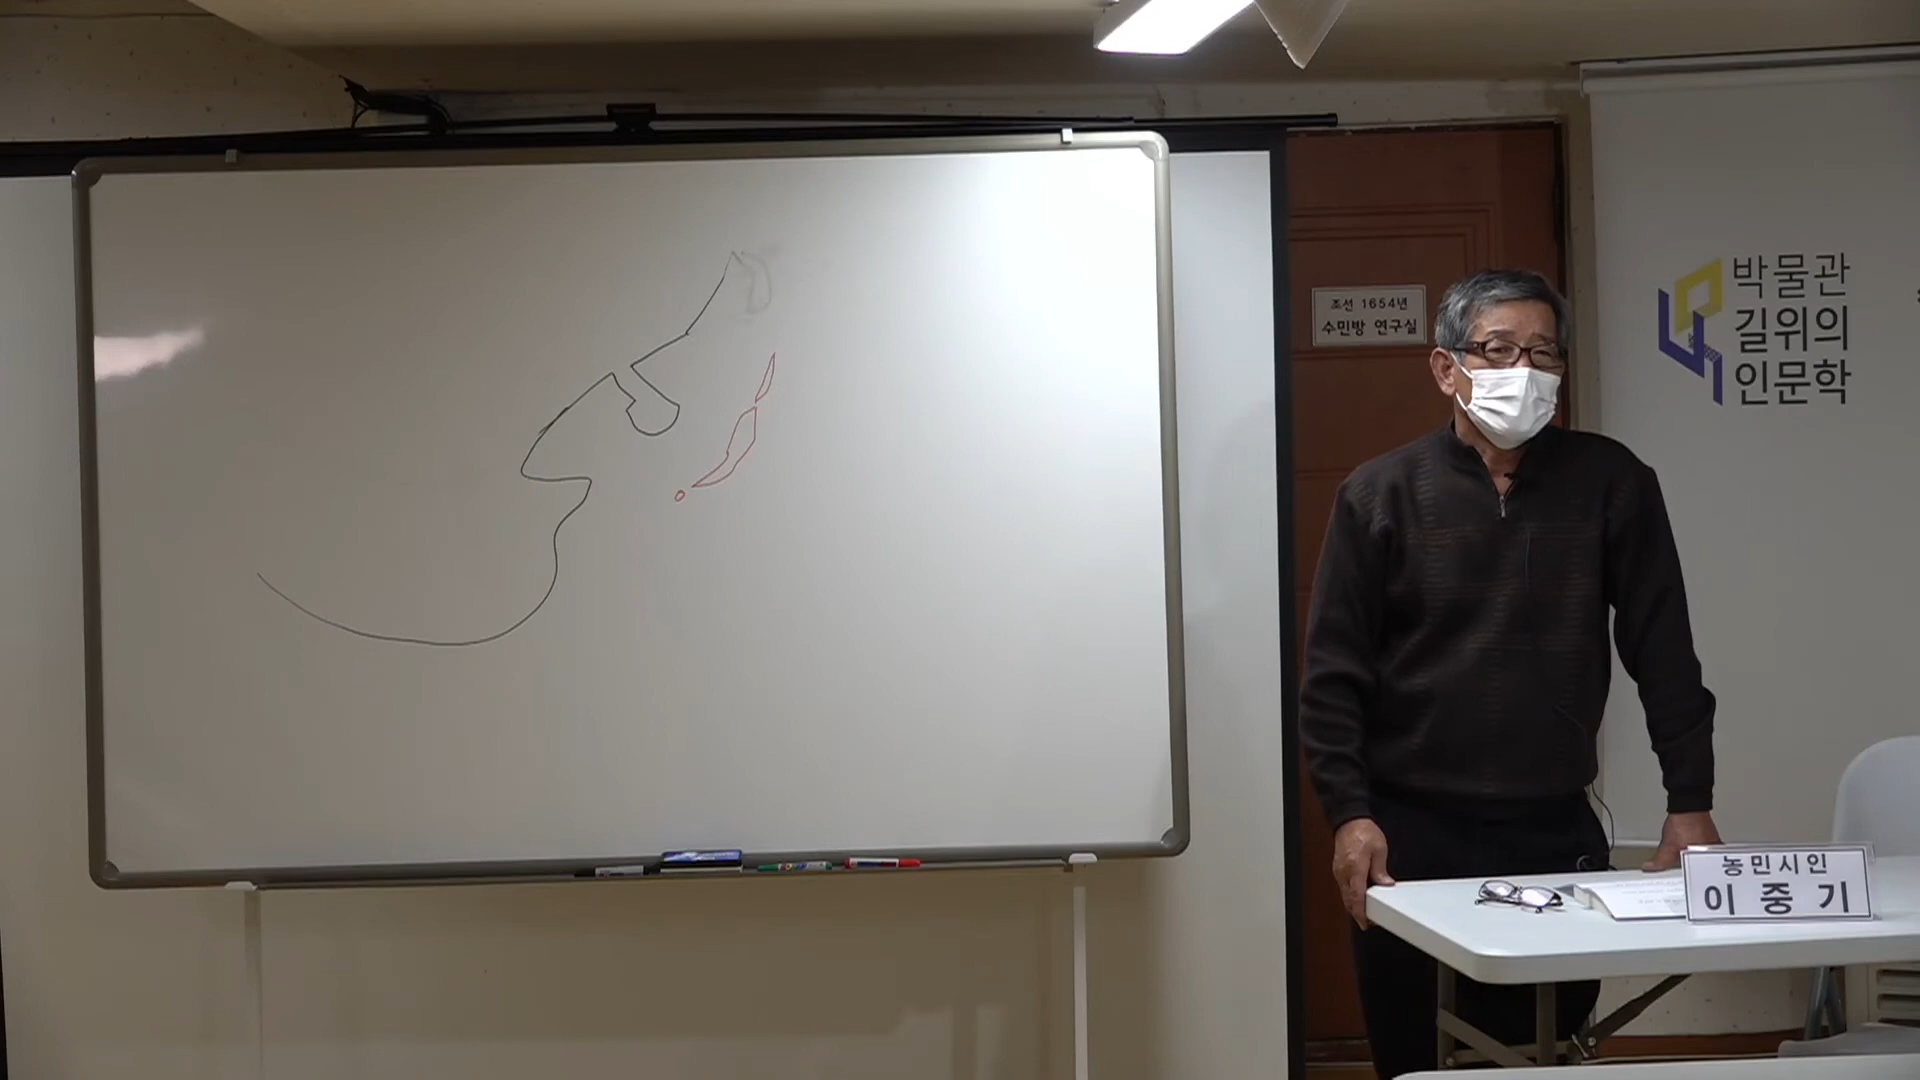 조선 1654년
수민방 연구실
박물관
길위의
인문학
농민시인
이중기